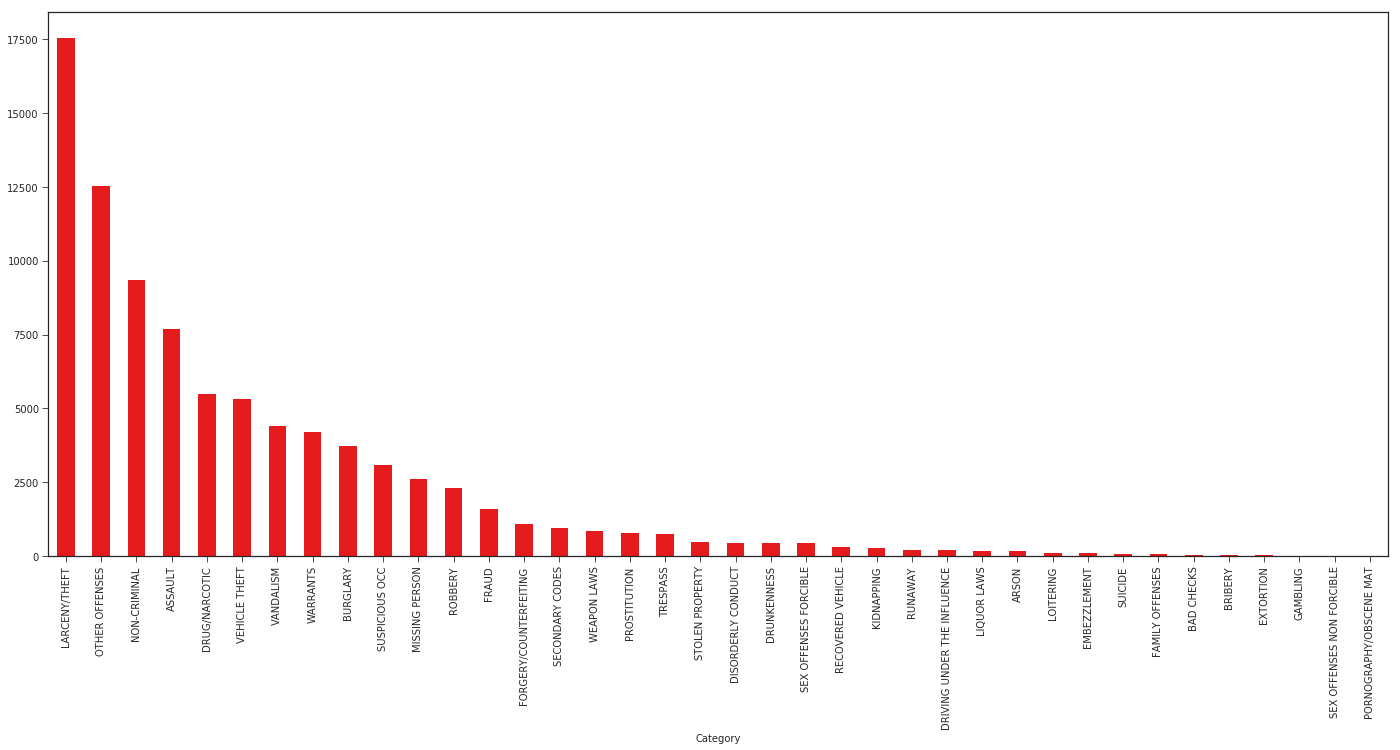 17500
15000
12500
10000
7500
5000
2500
0
LARCENY/THEFT
OTHER OFFENSES
NON-CRIMINAL
ASSAULT
DRUG/NARCOTIC
VEHICLE THEFT
VANDALISM
WARRANTS
BURGLARY
SUSPICIOUS OCC
MISSING PERSON
ROBBERY
FRAUD
FORGERY/COUNTERFEITING
SECONDARY CODES
WEAPON LAWS
PROSTITUTION
TRESPASS
STOLEN PROPERTY
DISORDERLY CONDUCT
DRUNKENNESS
SEX OFFENSES FORCIBLE
RECOVERED VEHICLE
KIDNAPPING
RUNAWAY
DRIVING UNDER THE INFLUENCE
LIQUOR LAWS
ARSON
LOITERING
EMBEZZLEMENT
SUICIDE
FAMILY OFFENSES
BAD CHECKS
BRIBERY
EXTORTION
GAMBLING
SEX OFFENSES NON FORCIBLE
PORNOGRAPHY/OBSCENE MAT
Category